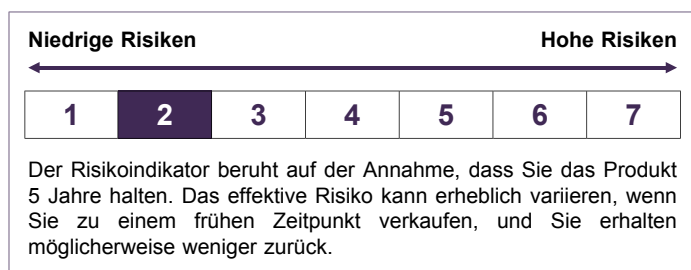 Niedrige Risiken Hohe Risiken
1 2 3 4 5 6 7
Der Risikoindikator beruht auf der Annahme, dass Sie das Produkt
5 Jahre halten. Das effektive Risiko kann erheblich variieren, wenn
Sie zu einem frühen Zeitpunkt verkaufen, und Sie erhalten
möglicherweise weniger zurück.